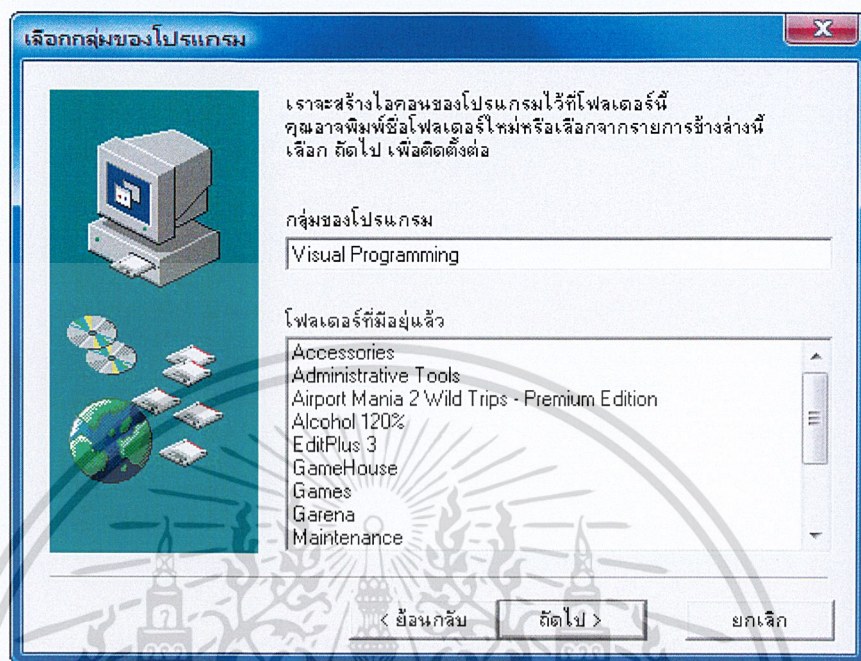 เลือกกลุ่มของโปรแกรม
เราจะสร้างไอคอนของโปรแกรมไว้ที่โฟลเดอร์นี้
คุณอาจพิมพ์ชื่อโฟลเดอร์ใหม่หรือเลือกจากรายการข้างล่างนี้
เลือก ถัดไป เพื่อติดตั้งต่อ
กลุ่มของโปรแกรม
Visual Programming
โฟลเดอร์ที่มีอยู่แล้ว
Accessories
Administrative Tools
Airport Mania 2 Wild Trips - Premium Edition
Alcohol 120%
EditPlus 3
GameHouse
Games
Garena
Maintenance
< ย้อนกลับ
ถัดไป >
ยกเลิก